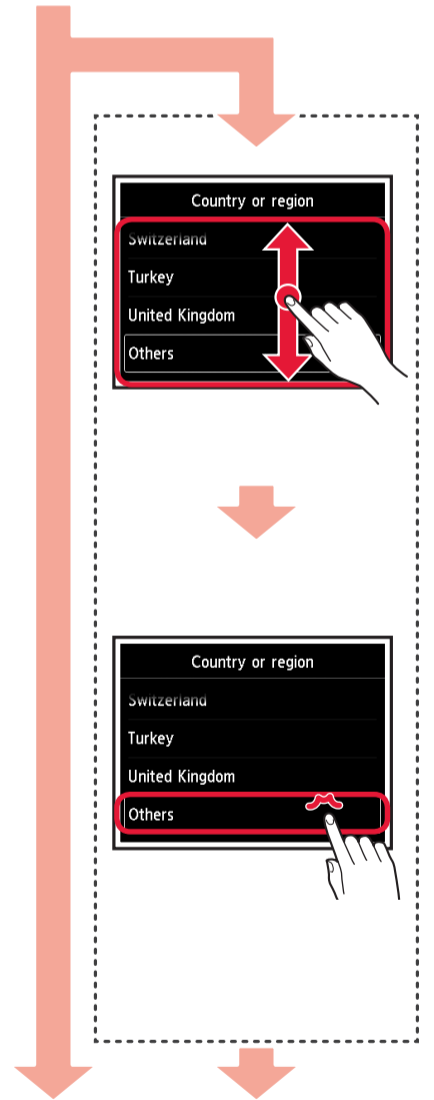 Country or region
Switzerland
Turkey
United Kingdom
Others
Country or region
Switzerland
Turkey
United Kingdom
Others